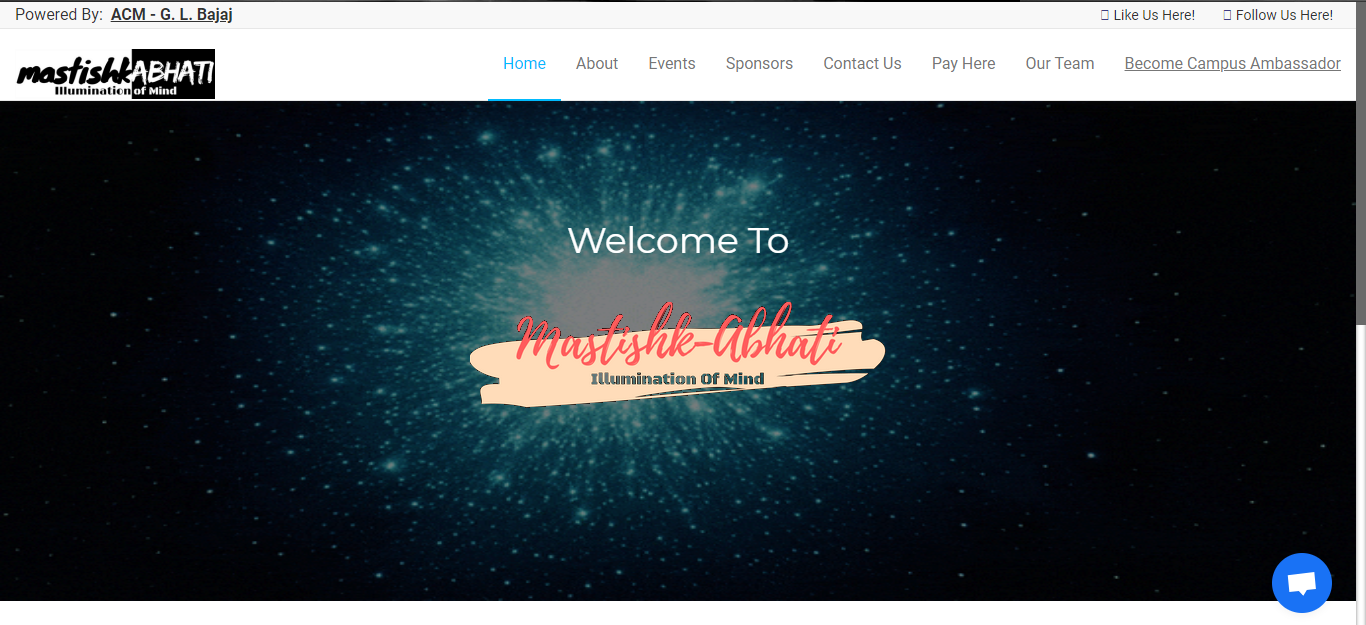 Powered By: ACM - G. L. Bajaj
Like Us Here! Follow Us Here!
mastishkABHATI
Illumination of Mind
Home About Events Sponsors Contact Us Pay Here Our Team Become Campus Ambassador
Welcome To
Mastishk-Abhati
Illumination Of Mind